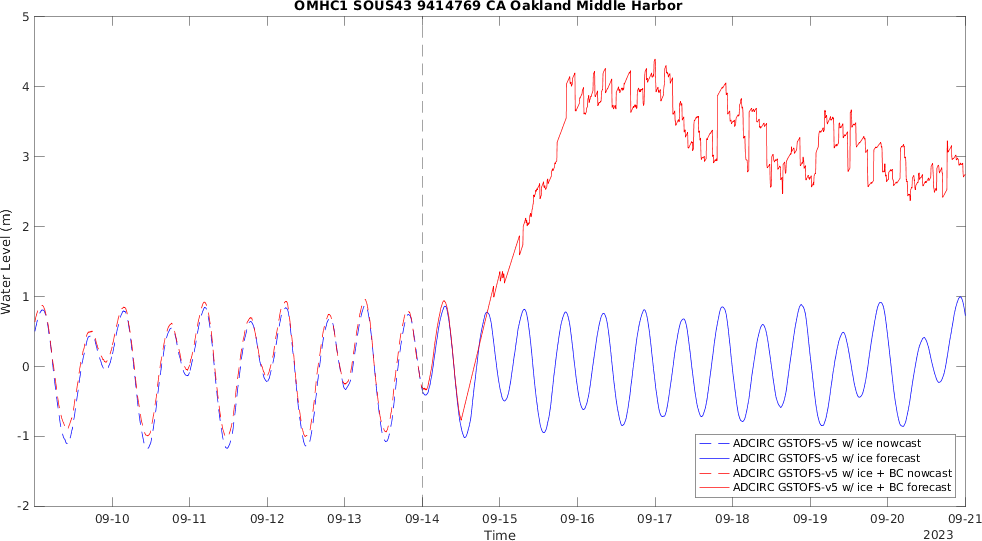 OMHC1 SOUS43 9414769 CA Oakland Middle Harbor
5
4
3
2
1
0
-1
-2
Water Level (m)
ADCIRC GSTOFS-v5 w/ ice nowcast
ADCIRC GSTOFS-v5 w/ ice forecast
ADCIRC GSTOFS-v5 w/ ice + BC nowcast
ADCIRC GSTOFS-v5 w/ ice + BC forecast
09-10 09-11 09-12 09-13 09-14 09-15 09-16 09-17 09-18 09-19 09-20 09-21
Time
2023